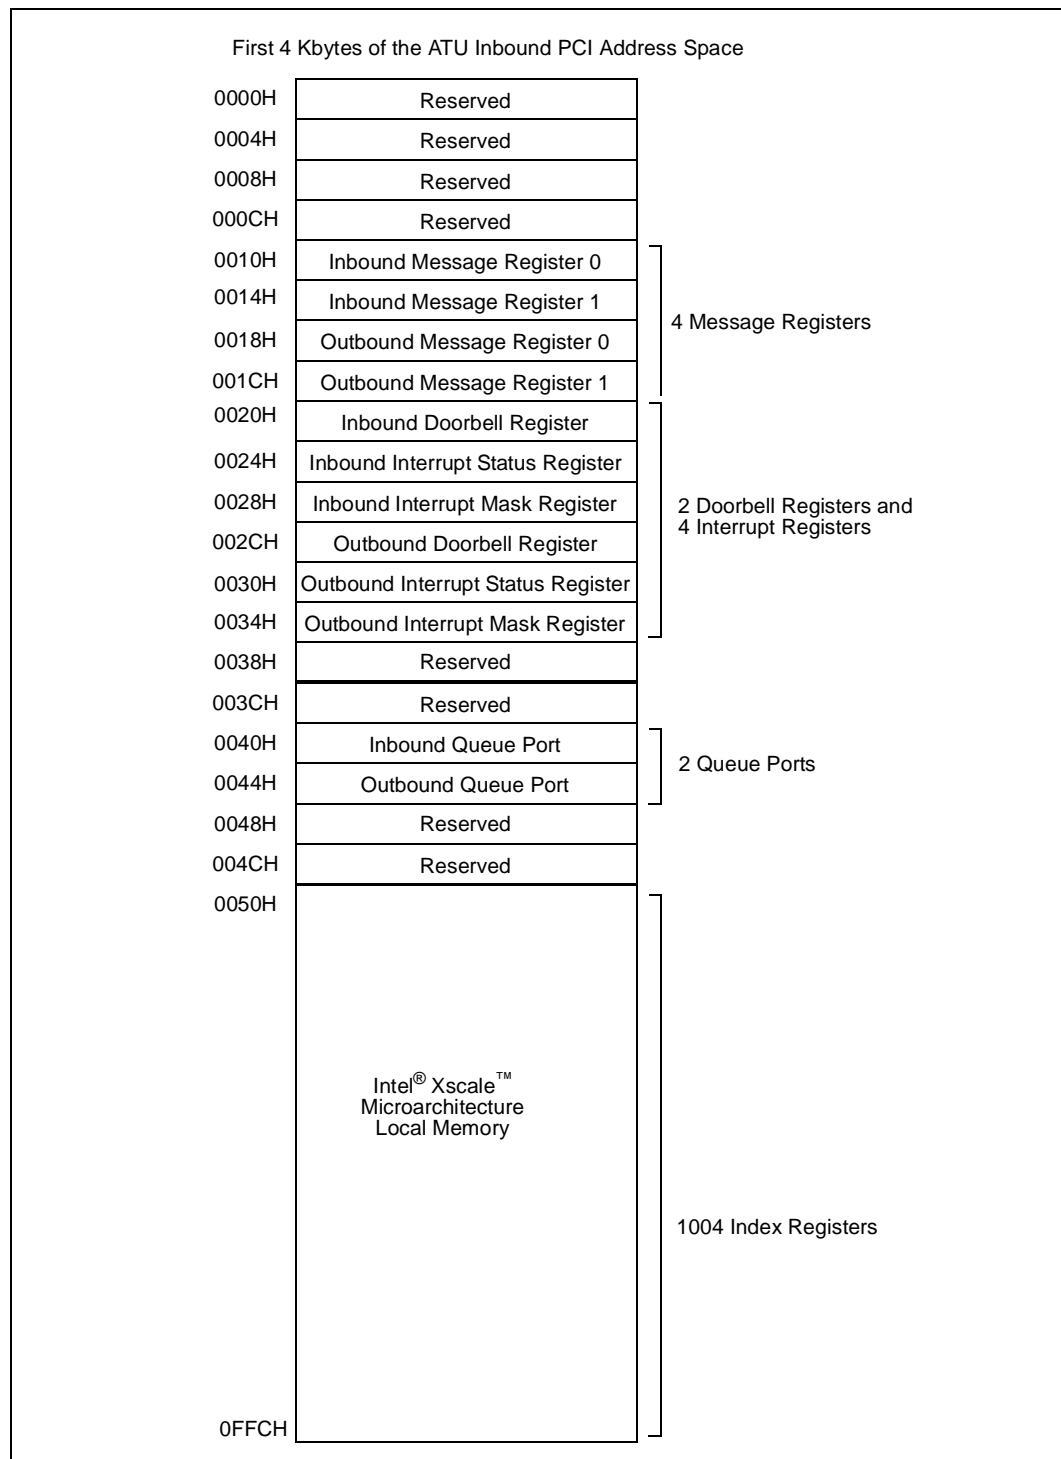 First 4 Kbytes of the ATU Inbound PCI Address Space
0000H Reserved
0004H Reserved
0008H Reserved
000CH Reserved
0010H Inbound Message Register 0
0014H Inbound Message Register 1
4 Message Registers
0018H Outbound Message Register 0
001CH Outbound Message Register 1
0020H Inbound Doorbell Register
0024H Inbound Interrupt Status Register
0028H Inbound Interrupt Mask Register
2 Doorbell Registers and
4 Interrupt Registers
002CH Outbound Doorbell Register
0030H Outbound Interrupt Status Register
0034H Outbound Interrupt Mask Register
0038H Reserved
003CH Reserved
0040H Inbound Queue Port
2 Queue Ports
0044H Outbound Queue Port
0048H Reserved
004CH Reserved
0050H
Intel® Xscale™
Microarchitecture
Local Memory
1004 Index Registers
0FFCH